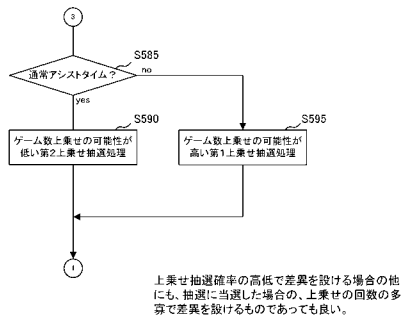 3
S585
通常アシストタイム？
no
yes
S590
S595
ゲーム数上乗せの可能性が
低い第2上乗せ抽選処理
ゲーム数上乗せの可能性が
高い第1上乗せ抽選処理
1
上乗せ抽選確率の高低で差異を設ける場合の他
にも、抽選に当選した場合の、上乗せの回数の多
寡で差異を設けるものであっても良い。